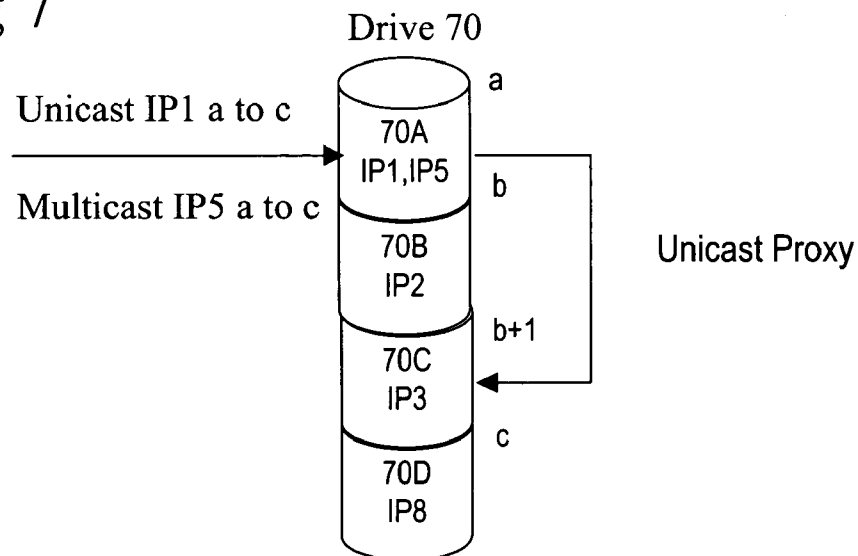 7
Drive 70
a
Unicast IP1 a to c
70A
IP1,IP5
b
Multicast IP5 a to c
70B
IP2
Unicast Proxy
b+1
70C
IP3
c
70D
IP8